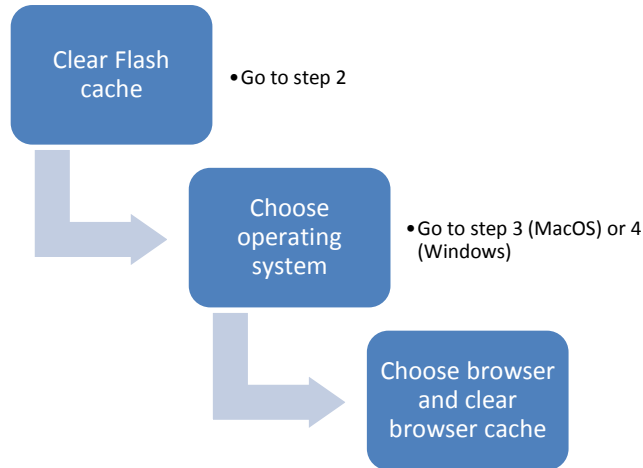 Clear Flash
cache
•Go to step 2
Choose
operating
system
•Go to step 3 (MacOS) or 4
(Windows)
Choose browser
and clear
browser cache